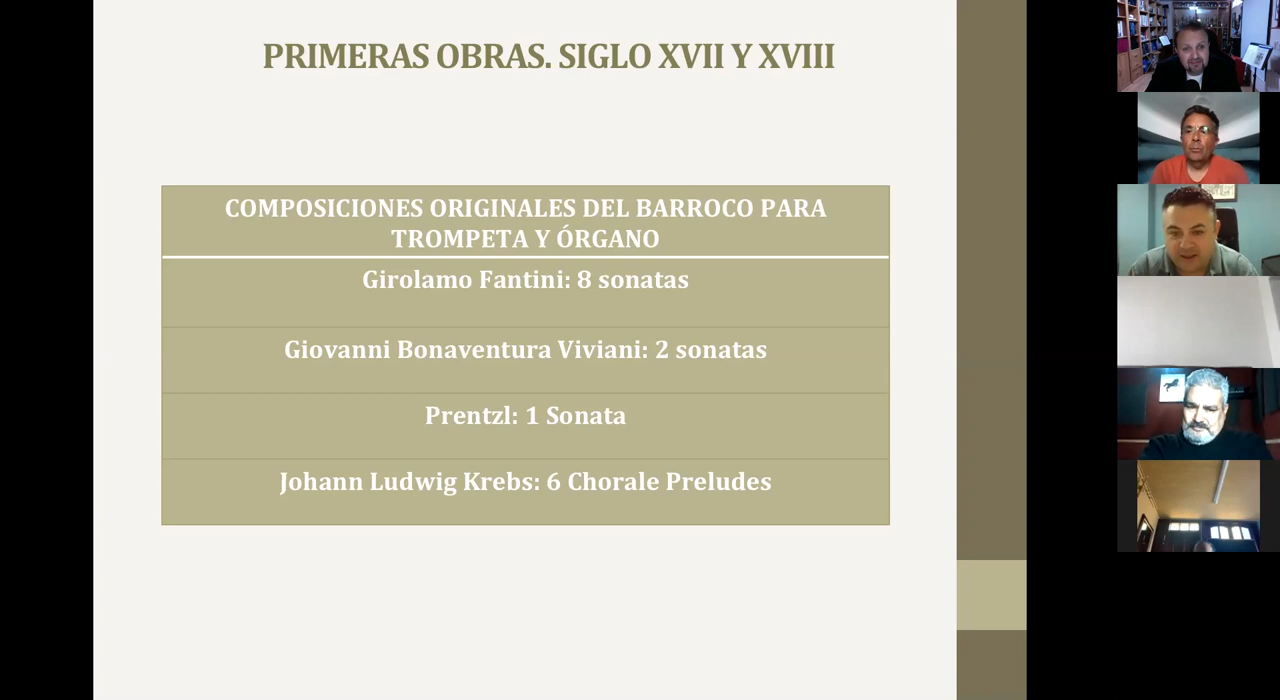 PRIMERAS OBRAS. SIGLO XVII Y XVIII
COMPOSICIONES ORIGINALES DEL BARROCO PARA
TROMPETA Y ÓRGANO
Girolamo Fantini: 8 sonatas
Giovanni Bonaventura Viviani: 2 sonatas
Prentzl: 1 Sonata
Johann Ludwig Krebs: 6 Chorale Preludes